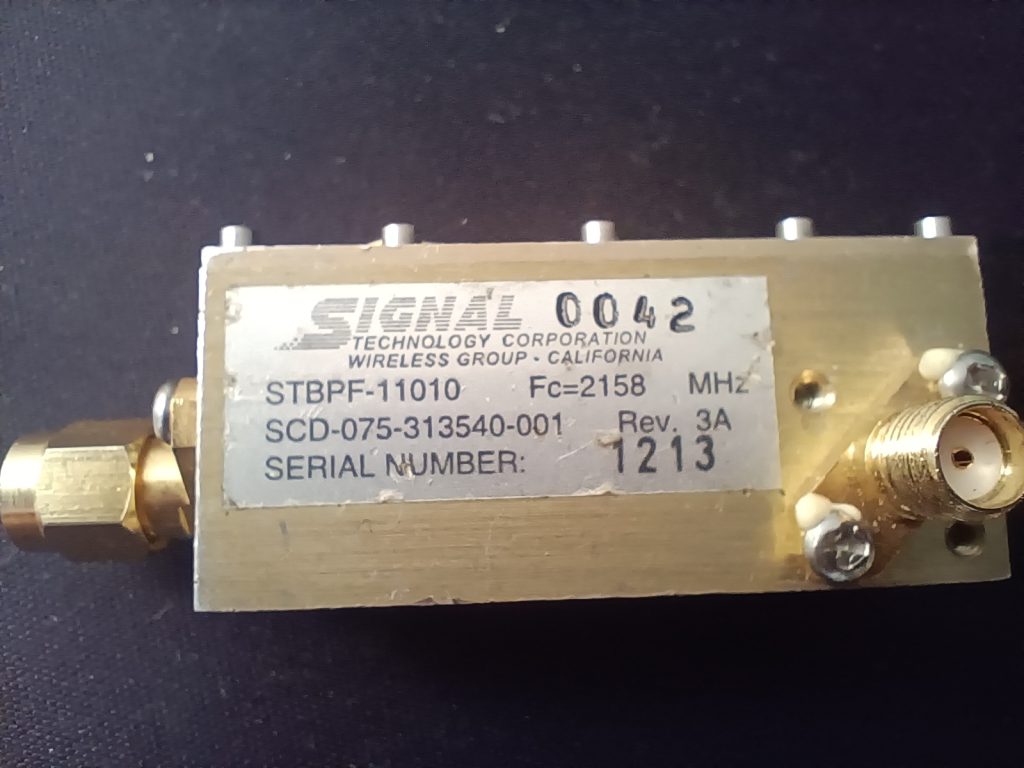 SIGNAL 0042
TECHNOLOGY CORPORATION
WIRELESS GROUP - CALIFORNIA
STBPF-11010 Fc=2158 MHz
SCD-075-313540-001 Rev. 3A
SERIAL NUMBER: 1213